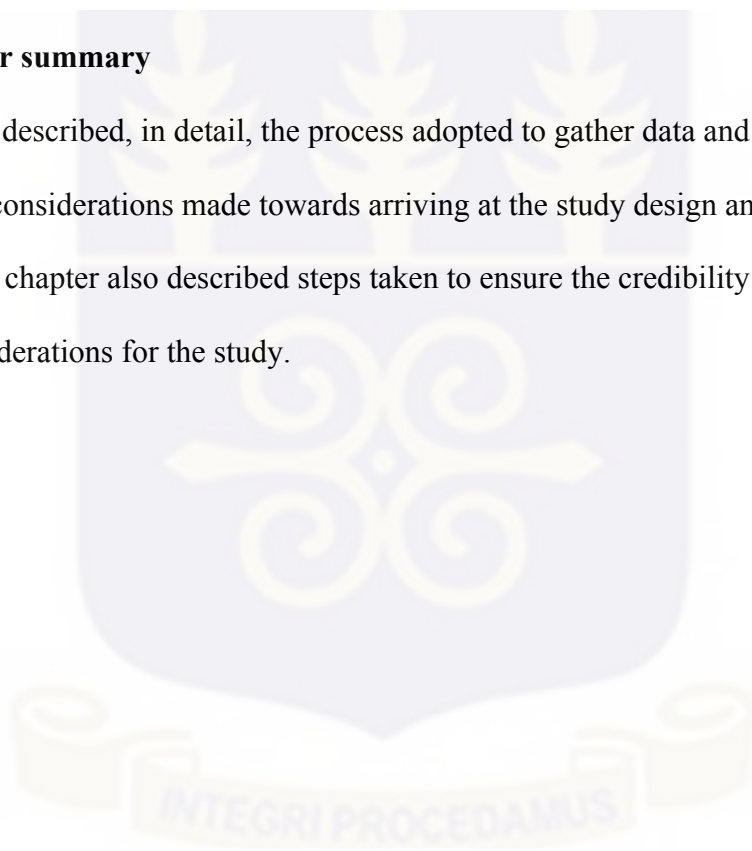 r summary
described, in detail, the process adopted to gather data and
considerations made towards arriving at the study design an
chapter also described steps taken to ensure the credibility
derations for the study.
INTEGRI PROCEDAMUS